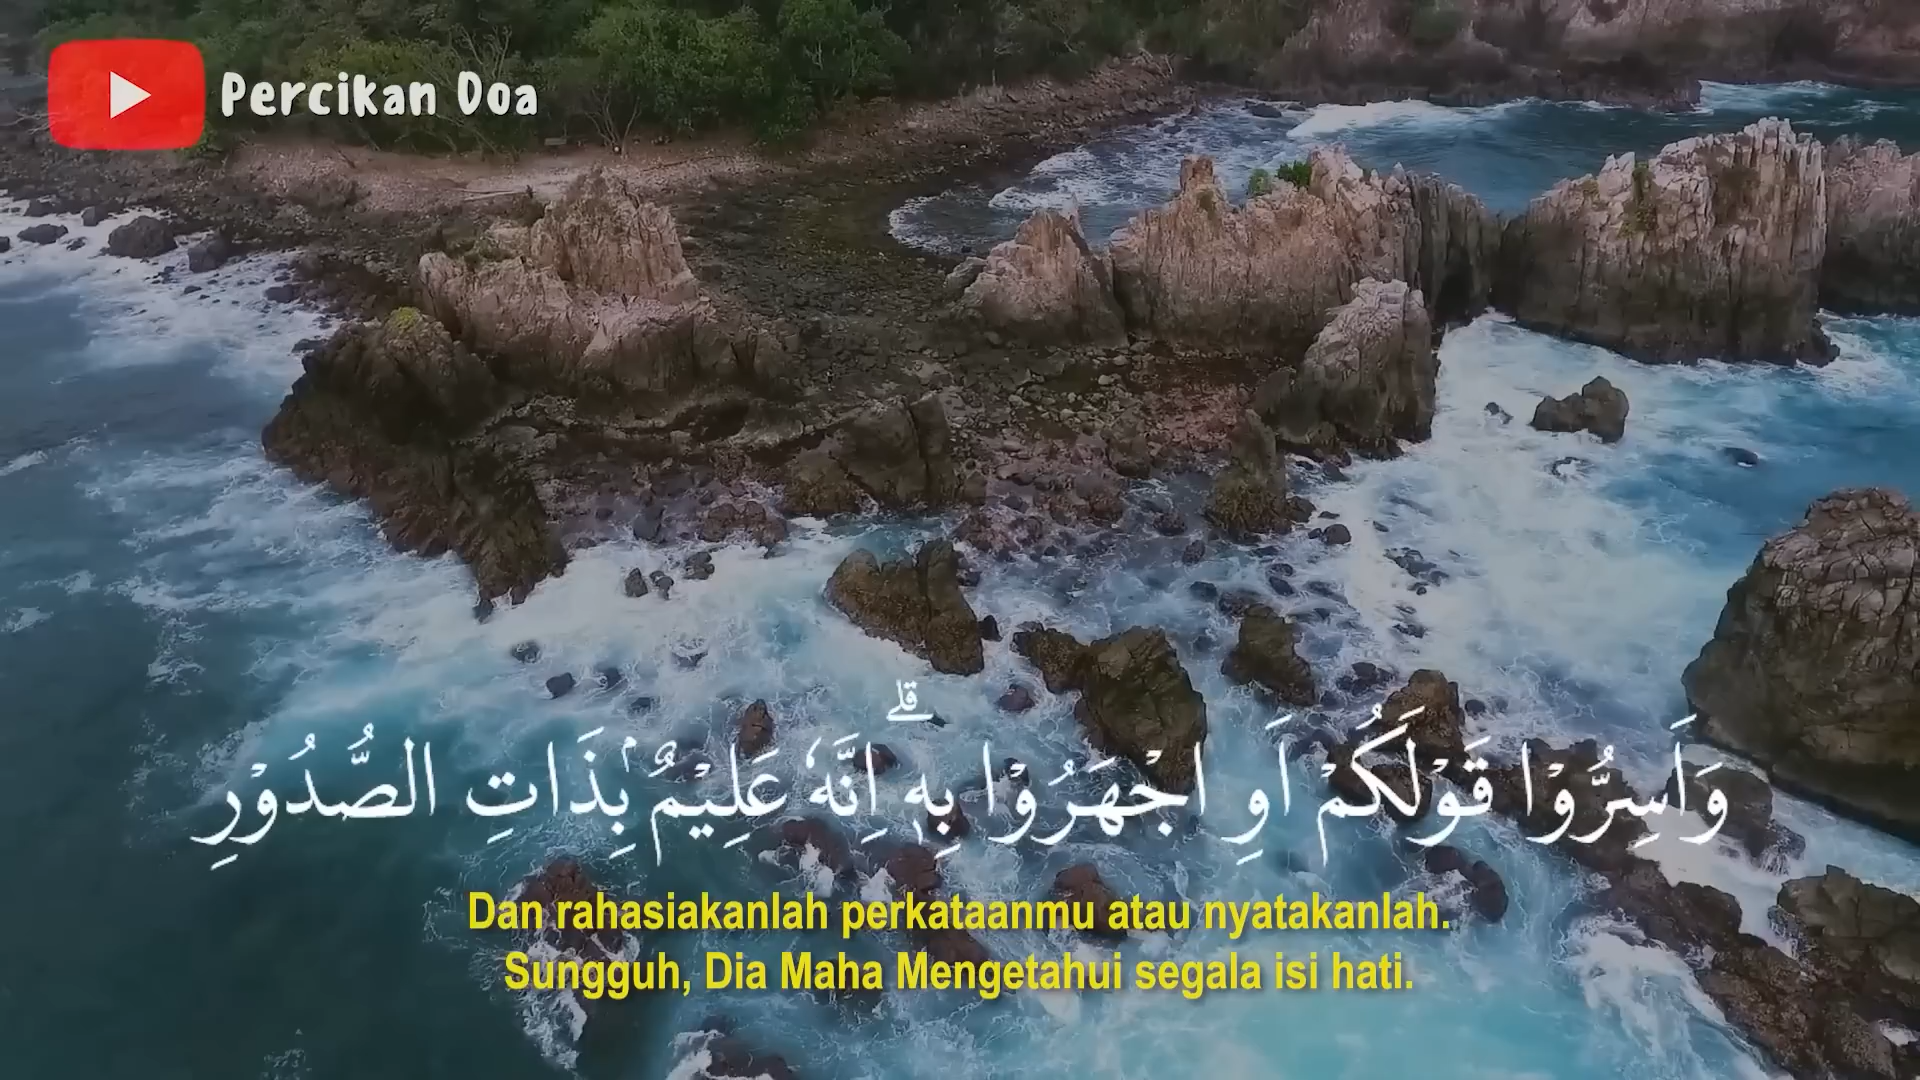 Percikan Doa
وَاَسِرُّوْا قَوْلَكُمْ اَوِ اجْهَرُوْا بِهٖۗ اِنَّهٗ عَلِيْمٌۢ بِذَاتِ الصُّدُوْرِ
Dan rahasiakanlah perkataanmu atau nyatakanlah.
Sungguh, Dia Maha Mengetahui segala isi hati.